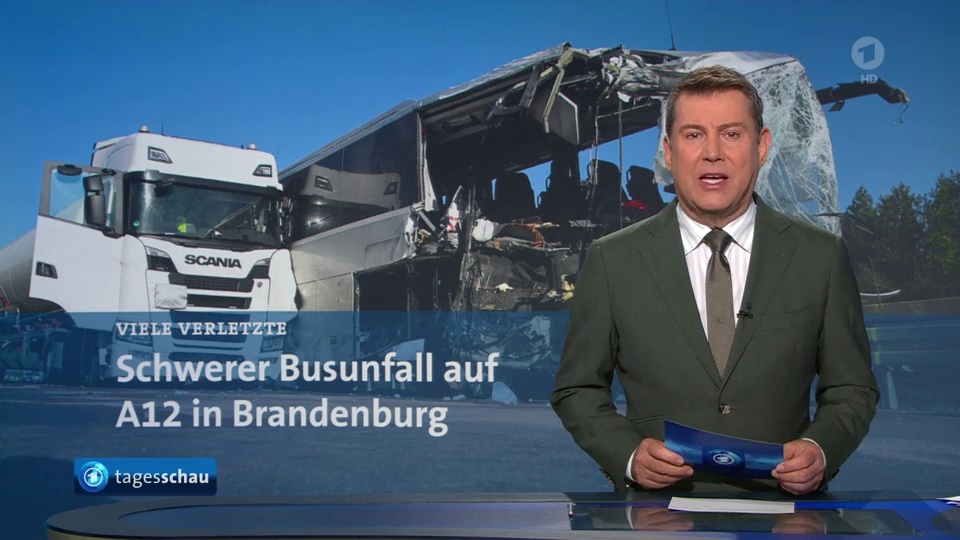 1
HD
SCANIA
VIELE VERLETZTE
Schwerer Busunfall auf
A12 in Brandenburg
tagesschau